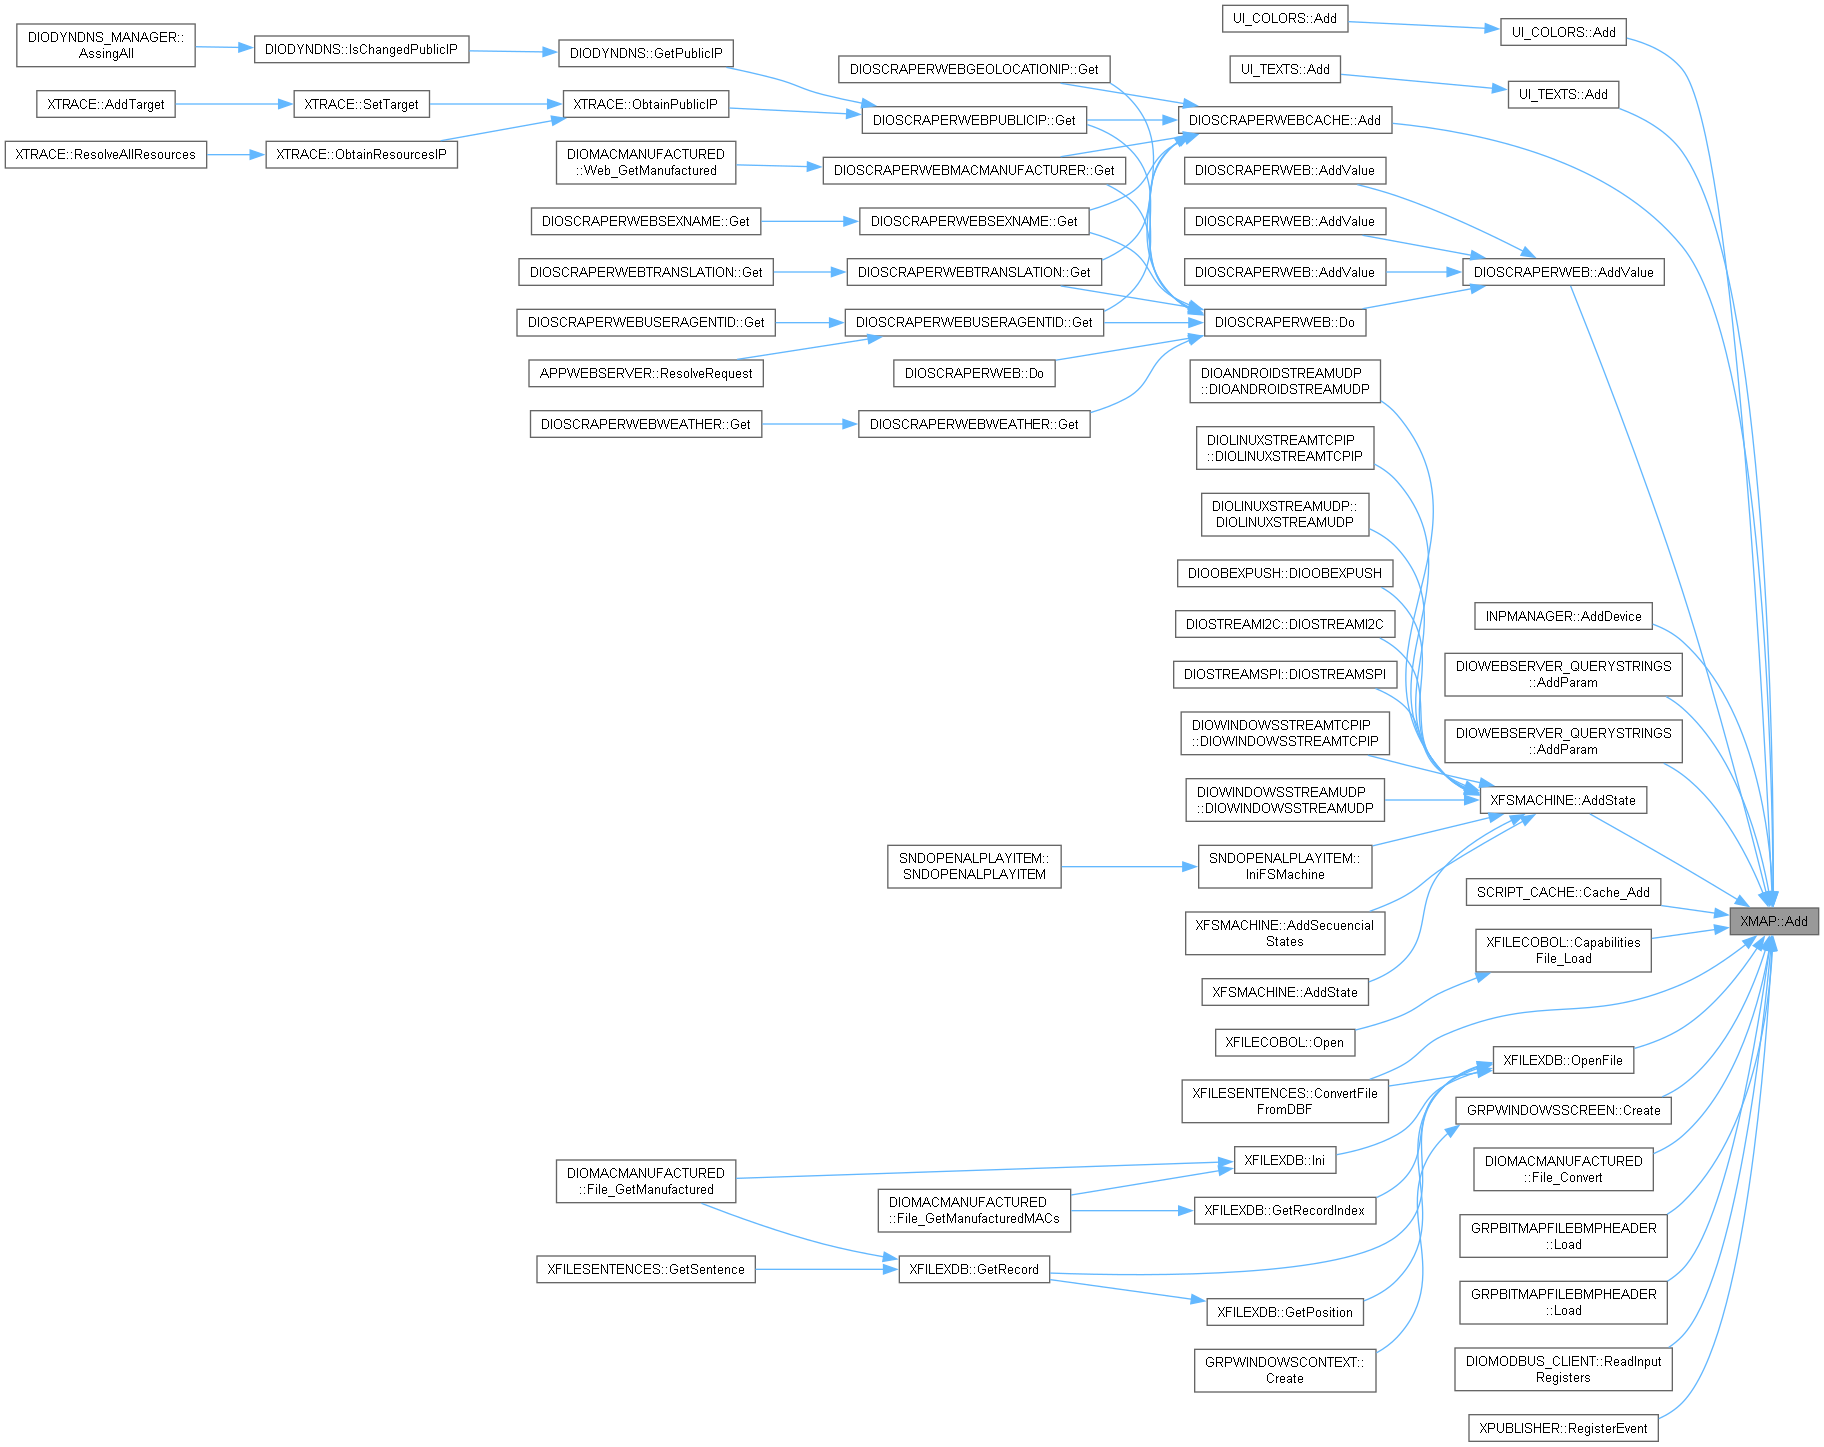 DIODYNDNS_MANAGER::
AssingAll
XTRACE::AddTarget
XTRACE::ResolveAllResources
DIODYNDNS::IsChangedPublicIP
XTRACE::SetTarget
XTRACE::ObtainResourcesIP
DIODYNDNS::GetPublicIP
XTRACE::ObtainPublicIP
DIOMACMANUFACTURED
::Web_GetManufactured
DIOSCRAPERWEBSEXNAME::Get
DIOSCRAPERWEBTRANSLATION::Get
DIOSCRAPERWEBUSERAGENTID::Get
APPWEBSERVER::ResolveRequest
DIOSCRAPERWEBWEATHER::Get
DIOMACMANUFACTURED
::File_GetManufactured
XFILESENTENCES::GetSentence
DIOSCRAPERWEBGEOLOCATIONIP::Get
DIOSCRAPERWEBPUBLICIP::Get
DIOSCRAPERWEBMACMANUFACTURER::Get
DIOSCRAPERWEBSEXNAME::Get
DIOSCRAPERWEBTRANSLATION::Get
DIOSCRAPERWEBUSERAGENTID::Get
DIOSCRAPERWEB::Do
DIOSCRAPERWEBWEATHER::Get
SNDOPENALPLAYITEM::
SNDOPENALPLAYITEM
DIOMACMANUFACTURED
::File_GetManufacturedMACs
XFILEXDB::GetRecord
UI_COLORS::Add
UI_TEXTS::Add
DIOSCRAPERWEBCACHE::Add
DIOSCRAPERWEB::AddValue
DIOSCRAPERWEB::AddValue
DIOSCRAPERWEB::AddValue
DIOSCRAPERWEB::Do
DIOANDROIDSTREAMUDP
::DIOANDROIDSTREAMUDP
DIOLINUXSTREAMTCPIP
::DIOLINUXSTREAMTCPIP
DIOLINUXSTREAMUDP::
DIOLINUXSTREAMUDP
DIOOBEXPUSH::DIOOBEXPUSH
DIOSTREAMI2C::DIOSTREAMI2C
DIOSTREAMSPI::DIOSTREAMSPI
DIOWINDOWSSTREAMTCPIP
::DIOWINDOWSSTREAMTCPIP
DIOWINDOWSSTREAMUDP
::DIOWINDOWSSTREAMUDP
SNDOPENALPLAYITEM::
IniFSMachine
XFSMACHINE::AddSecuencial
States
XFSMACHINE::AddState
XFILECOBOL::Open
XFILESENTENCES::ConvertFile
FromDBF
XFILEXDB::Ini
XFILEXDB::GetRecordIndex
XFILEXDB::GetPosition
GRPWINDOWSCONTEXT::
Create
UI_COLORS::Add
UI_TEXTS::Add
DIOSCRAPERWEB::AddValue
INPMANAGER::AddDevice
DIOWEBSERVER_QUERYSTRINGS
::AddParam
DIOWEBSERVER_QUERYSTRINGS
::AddParam
XFSMACHINE::AddState
SCRIPT_CACHE::Cache_Add
XFILECOBOL::Capabilities
File_Load
XFILEXDB::OpenFile
GRPWINDOWSSCREEN::Create
DIOMACMANUFACTURED
::File_Convert
GRPBITMAPFILEBMPHEADER
::Load
GRPBITMAPFILEBMPHEADER
::Load
DIOMODBUS_CLIENT::ReadInput
Registers
XPUBLISHER::RegisterEvent
XMAP::Add